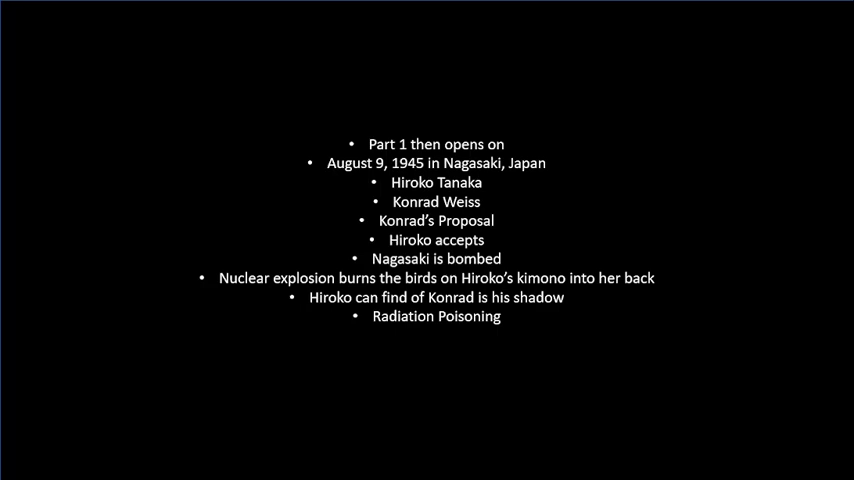 • Part 1 then opens on
• August 9, 1945 in Nagasaki, Japan
• Hiroko Tanaka
• Konrad Weiss
• Konrad’s Proposal
• Hiroko accepts
• Nagasaki is bombed
• Nuclear explosion burns the birds on Hiroko’s kimono into her back
• Hiroko can find of Konrad is his shadow
• Radiation Poisoning